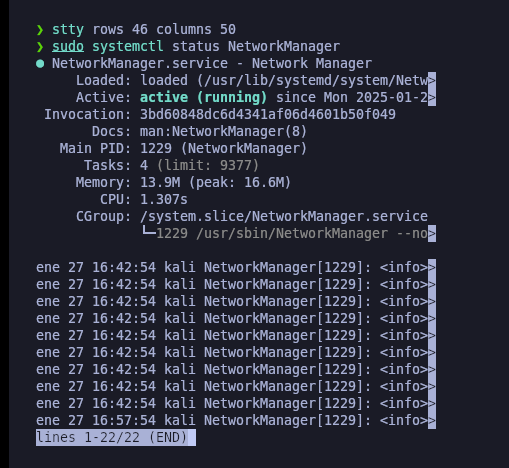 ❯ stty rows 46 columns 50
❯ sudo systemctl status NetworkManager
● NetworkManager.service - Network Manager
Loaded: loaded (/usr/lib/systemd/system/Netw>
Active: active (running) since Mon 2025-01-2>
Invocation: 3bd60848dc6d4341af06d4601b50f049
Docs: man:NetworkManager(8)
Main PID: 1229 (NetworkManager)
Tasks: 4 (limit: 9377)
Memory: 13.9M (peak: 16.6M)
CPU: 1.307s
CGroup: /system.slice/NetworkManager.service
└─1229 /usr/sbin/NetworkManager --no>
ene 27 16:42:54 kali NetworkManager[1229]: <info>>
ene 27 16:42:54 kali NetworkManager[1229]: <info>>
ene 27 16:42:54 kali NetworkManager[1229]: <info>>
ene 27 16:42:54 kali NetworkManager[1229]: <info>>
ene 27 16:42:54 kali NetworkManager[1229]: <info>>
ene 27 16:42:54 kali NetworkManager[1229]: <info>>
ene 27 16:42:54 kali NetworkManager[1229]: <info>>
ene 27 16:42:54 kali NetworkManager[1229]: <info>>
ene 27 16:42:54 kali NetworkManager[1229]: <info>>
ene 27 16:57:54 kali NetworkManager[1229]: <info>>
lines 1-22/22 (END)